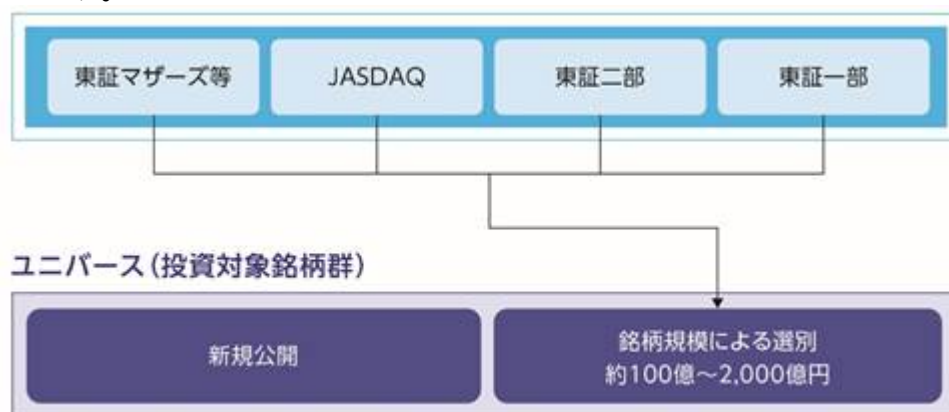 東証マザーズ等
JASDAQ
東証二部
東証一部
ユニバース（投資対象銘柄群）
新規公開
銘柄規模による選別
約100億～2,000億円